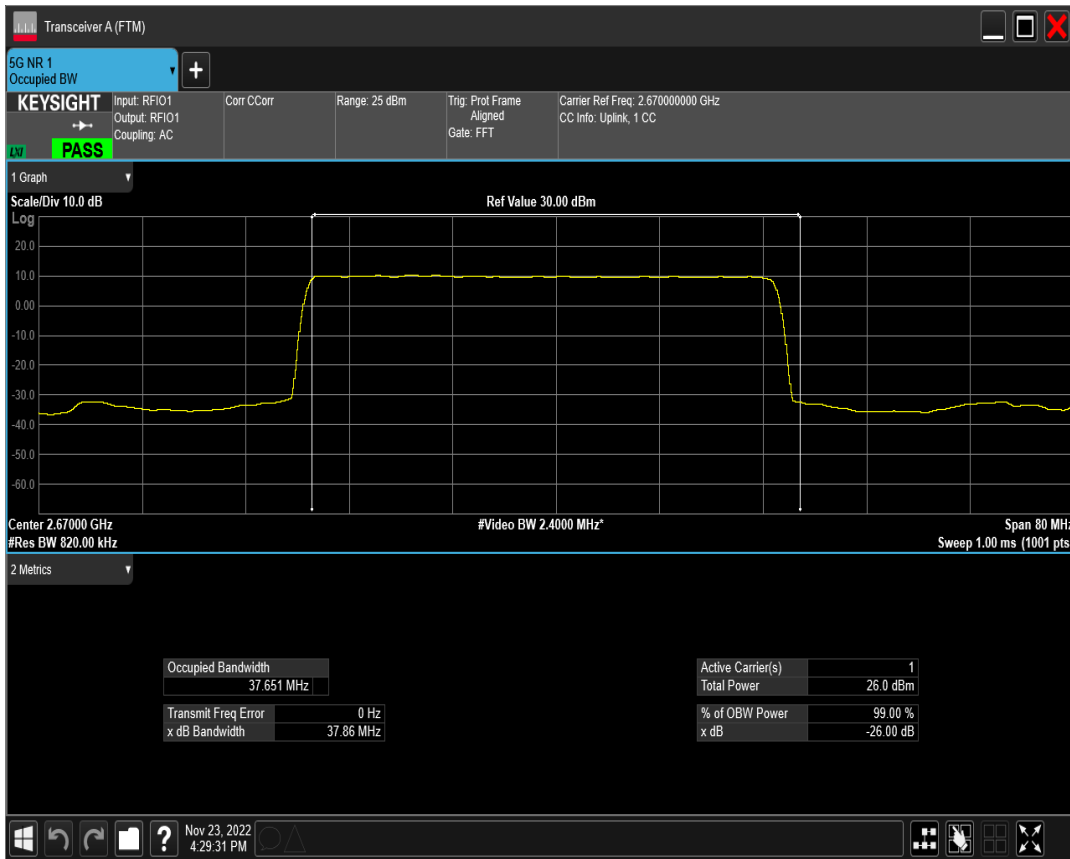 Transceiver A (FTM)
5G NR 1
Occupied BW
+
KEYSIGHT
LXI
PASS
Input: RFIO1
Output: RFIO1
Coupling: AC
Corr CCorr
Range: 25 dBm
Trig: Prot Frame
Aligned
Gate: FFT
Carrier Ref Freq: 2.670000000 GHz
CC Info: Uplink, 1 CC
1 Graph
Scale/Div 10.0 dB
Ref Value 30.00 dBm
Log
20.0
10.0
0.00
-10.0
-20.0
-30.0
-40.0
-50.0
-60.0
Center 2.67000 GHz
#Video BW 2.4000 MHz*
Span 80 MHz
#Res BW 820.00 kHz
Sweep 1.00 ms (1001 pts
2 Metrics
Occupied Bandwidth
37.651 MHz
Transmit Freq Error 0 Hz
x dB Bandwidth 37.86 MHz
Active Carrier(s) 1
Total Power 26.0 dBm
% of OBW Power 99.00 %
x dB -26.00 dB
?
Nov 23, 2022
4:29:31 PM